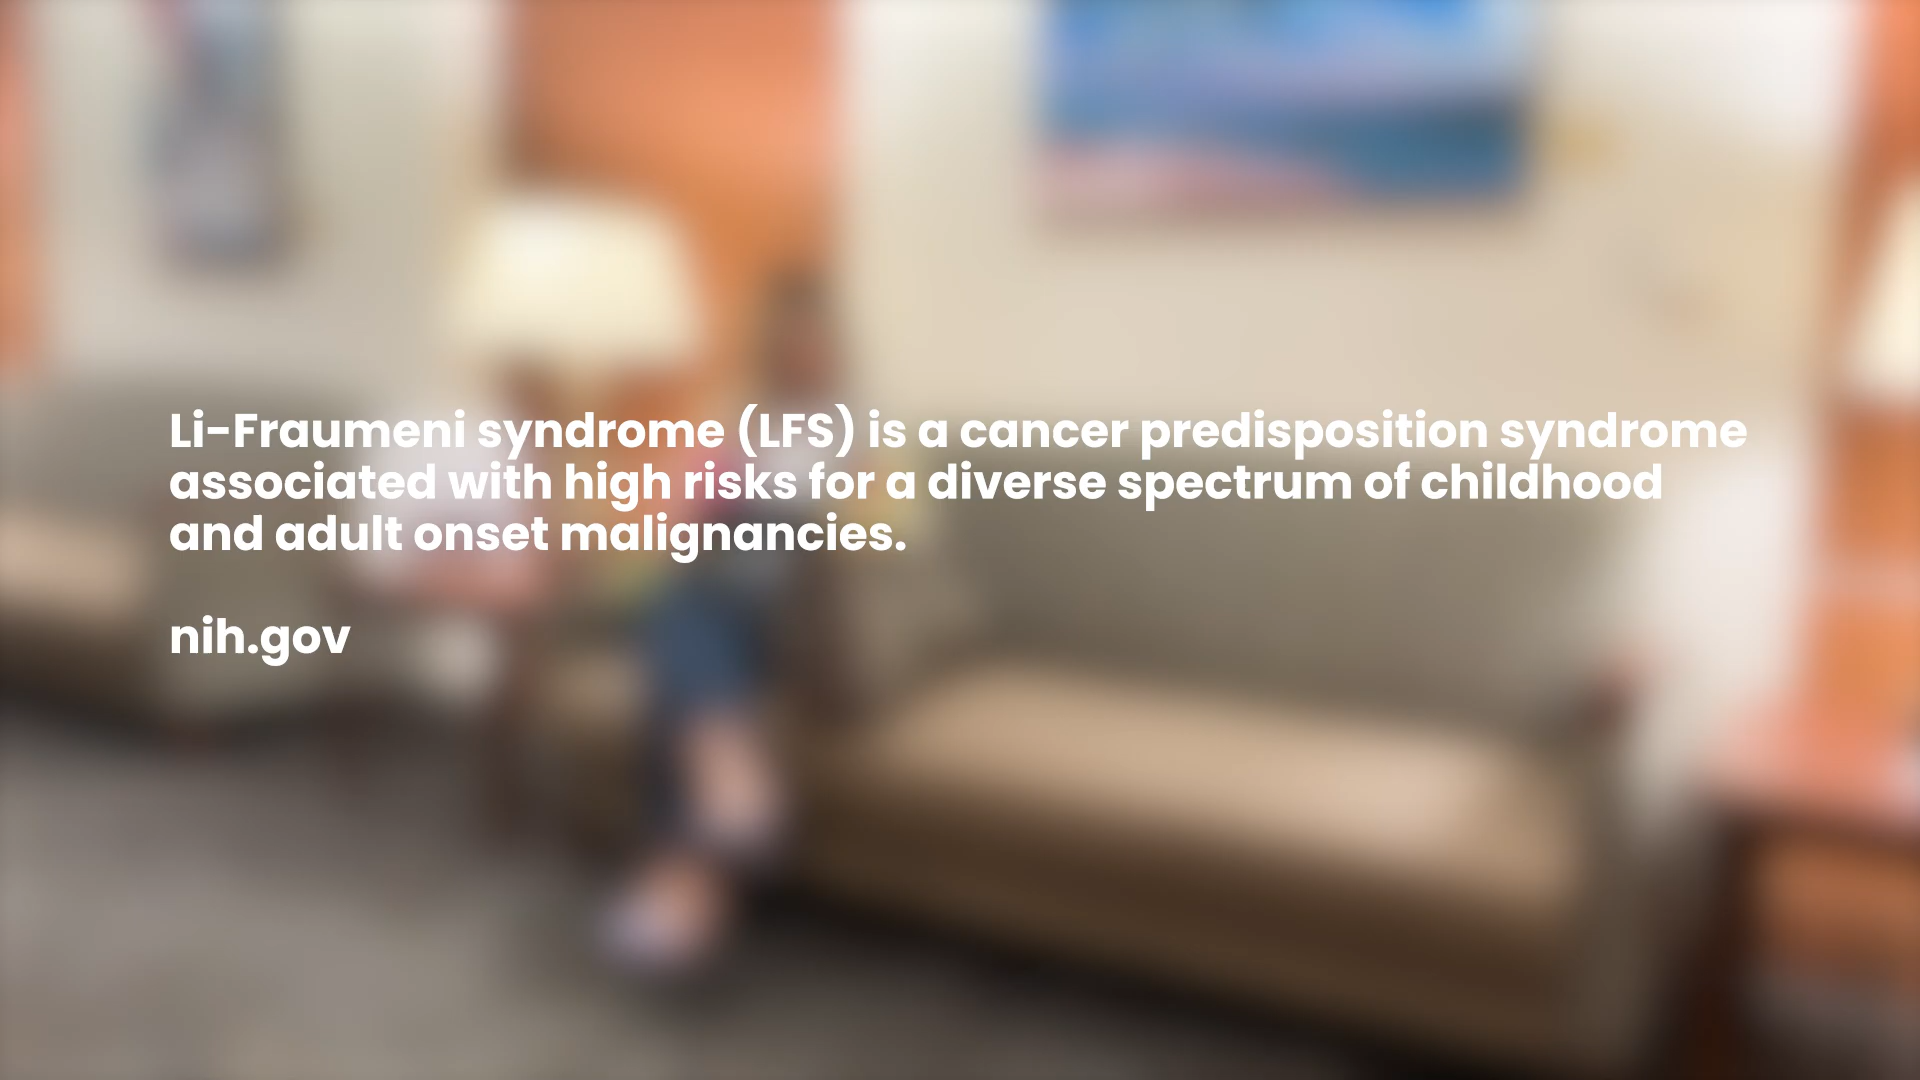 Li-Fraumeni syndrome (LFS) is a cancer predisposition syndrome
associated with high risks for a diverse spectrum of childhood
and adult onset malignancies.
nih.gov